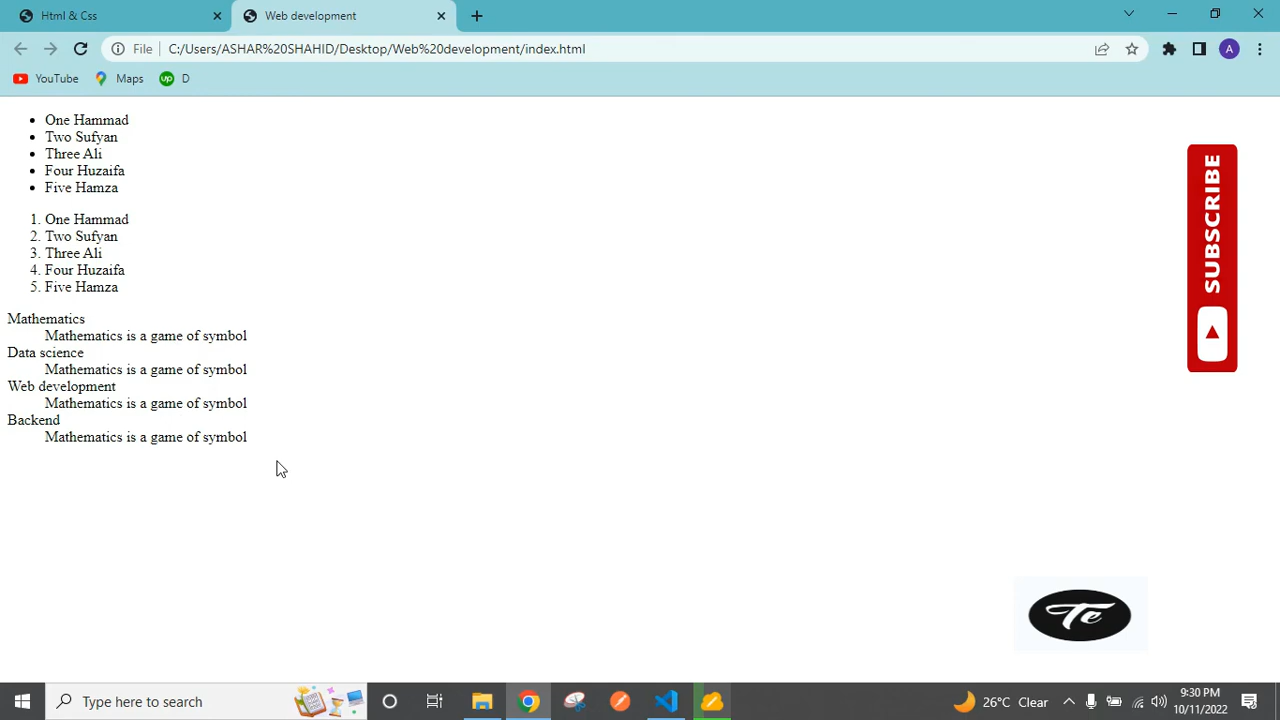 Html & Css
Web development
File
C:/Users/ASHAR%20SHAHID/Desktop/Web%20development/index.html
A
YouTube
Maps
up
D
• One Hammad
• Two Sufyan
• Three Ali
• Four Huzaifa
• Five Hamza
1. One Hammad
2. Two Sufyan
3. Three Ali
4. Four Huzaifa
5. Five Hamza
Mathematics
Mathematics is a game of symbol
Data science
Mathematics is a game of symbol
Web development
Mathematics is a game of symbol
Backend
Mathematics is a game of symbol
SUBSCRIBE
Te
Type here to search
26°C Clear
9:30 PM
10/11/2022